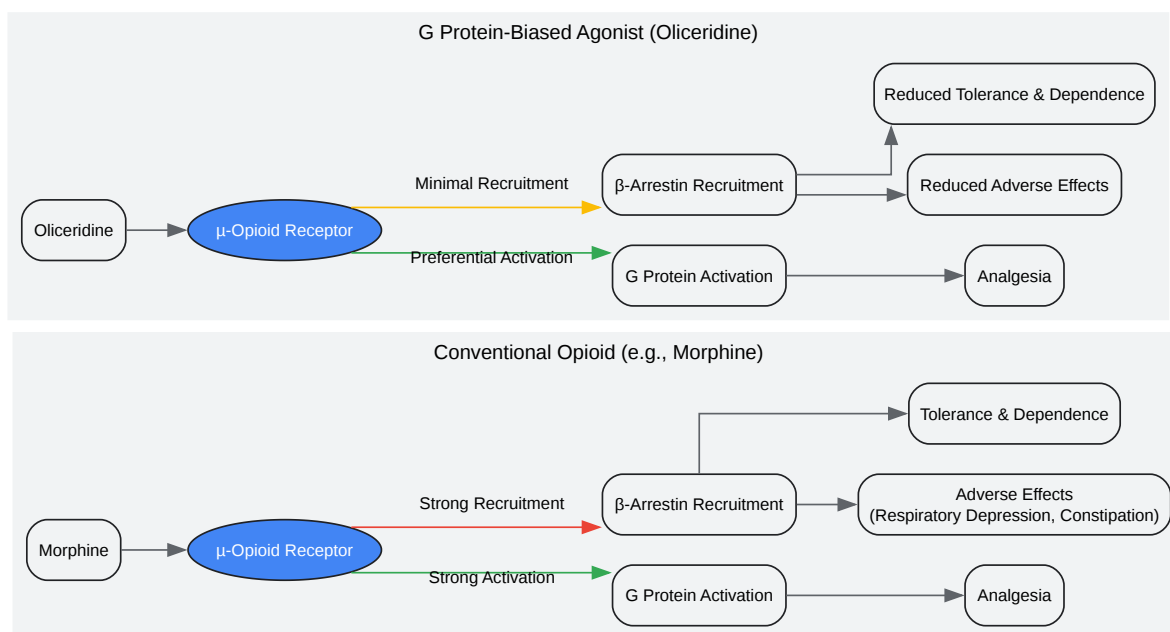 G Protein-Biased Agonist (Oliceridine)
Reduced Tolerance & Dependence
Minimal Recruitment
β-Arrestin Recruitment
Reduced Adverse Effects
Oliceridine
µ-Opioid Receptor
Preferential Activation
G Protein Activation
Analgesia
Conventional Opioid (e.g., Morphine)
Tolerance & Dependence
Strong Recruitment
β-Arrestin Recruitment
Adverse Effects
(Respiratory Depression, Constipation)
Morphine
µ-Opioid Receptor
Strong Activation
G Protein Activation
Analgesia